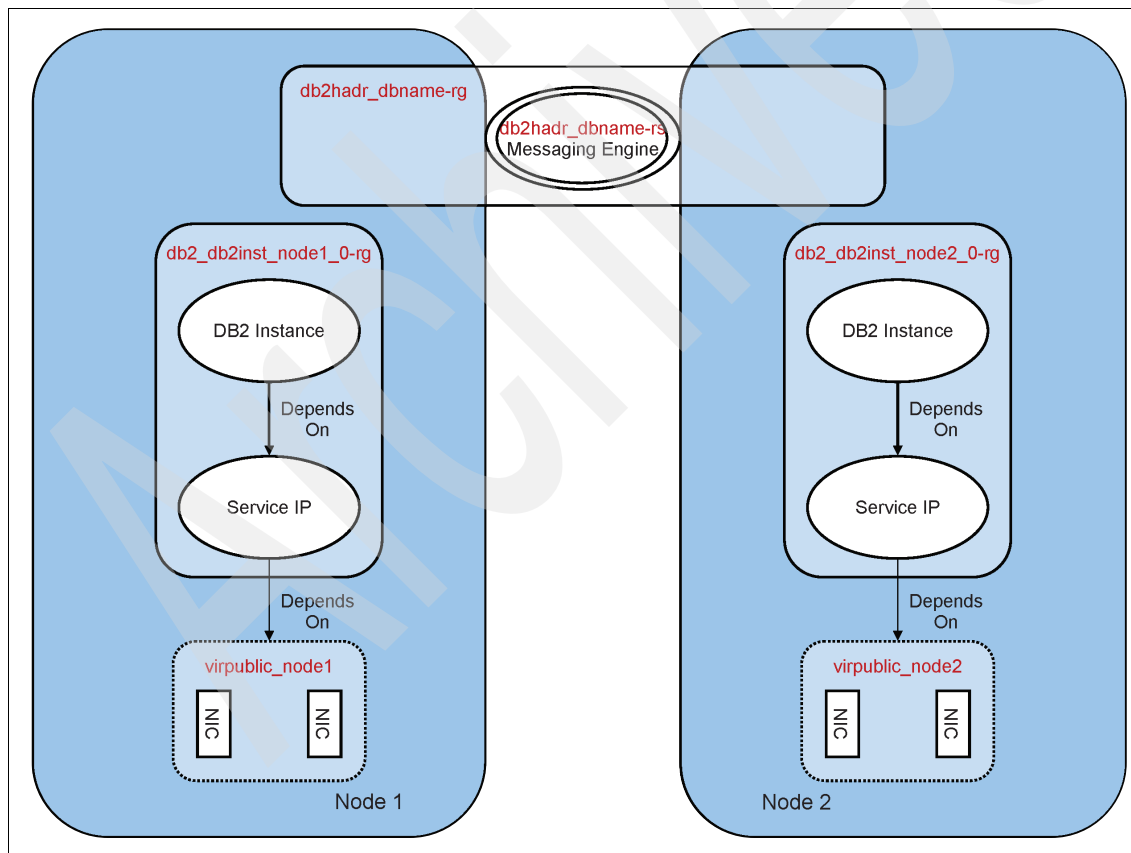 db2hadr_dbname-rg
db2hadr_dbname-rs
Messaging Engine
db2_db2inst_node1_0-rg
db2_db2inst_node2_0-rg
DB2 Instance
DB2 Instance
Depends
On
Depends
On
Service IP
Service IP
Depends
On
Depends
On
virpublic_node1
virpublic_node2
NIC
NIC
NIC
NIC
Node 1
Node 2